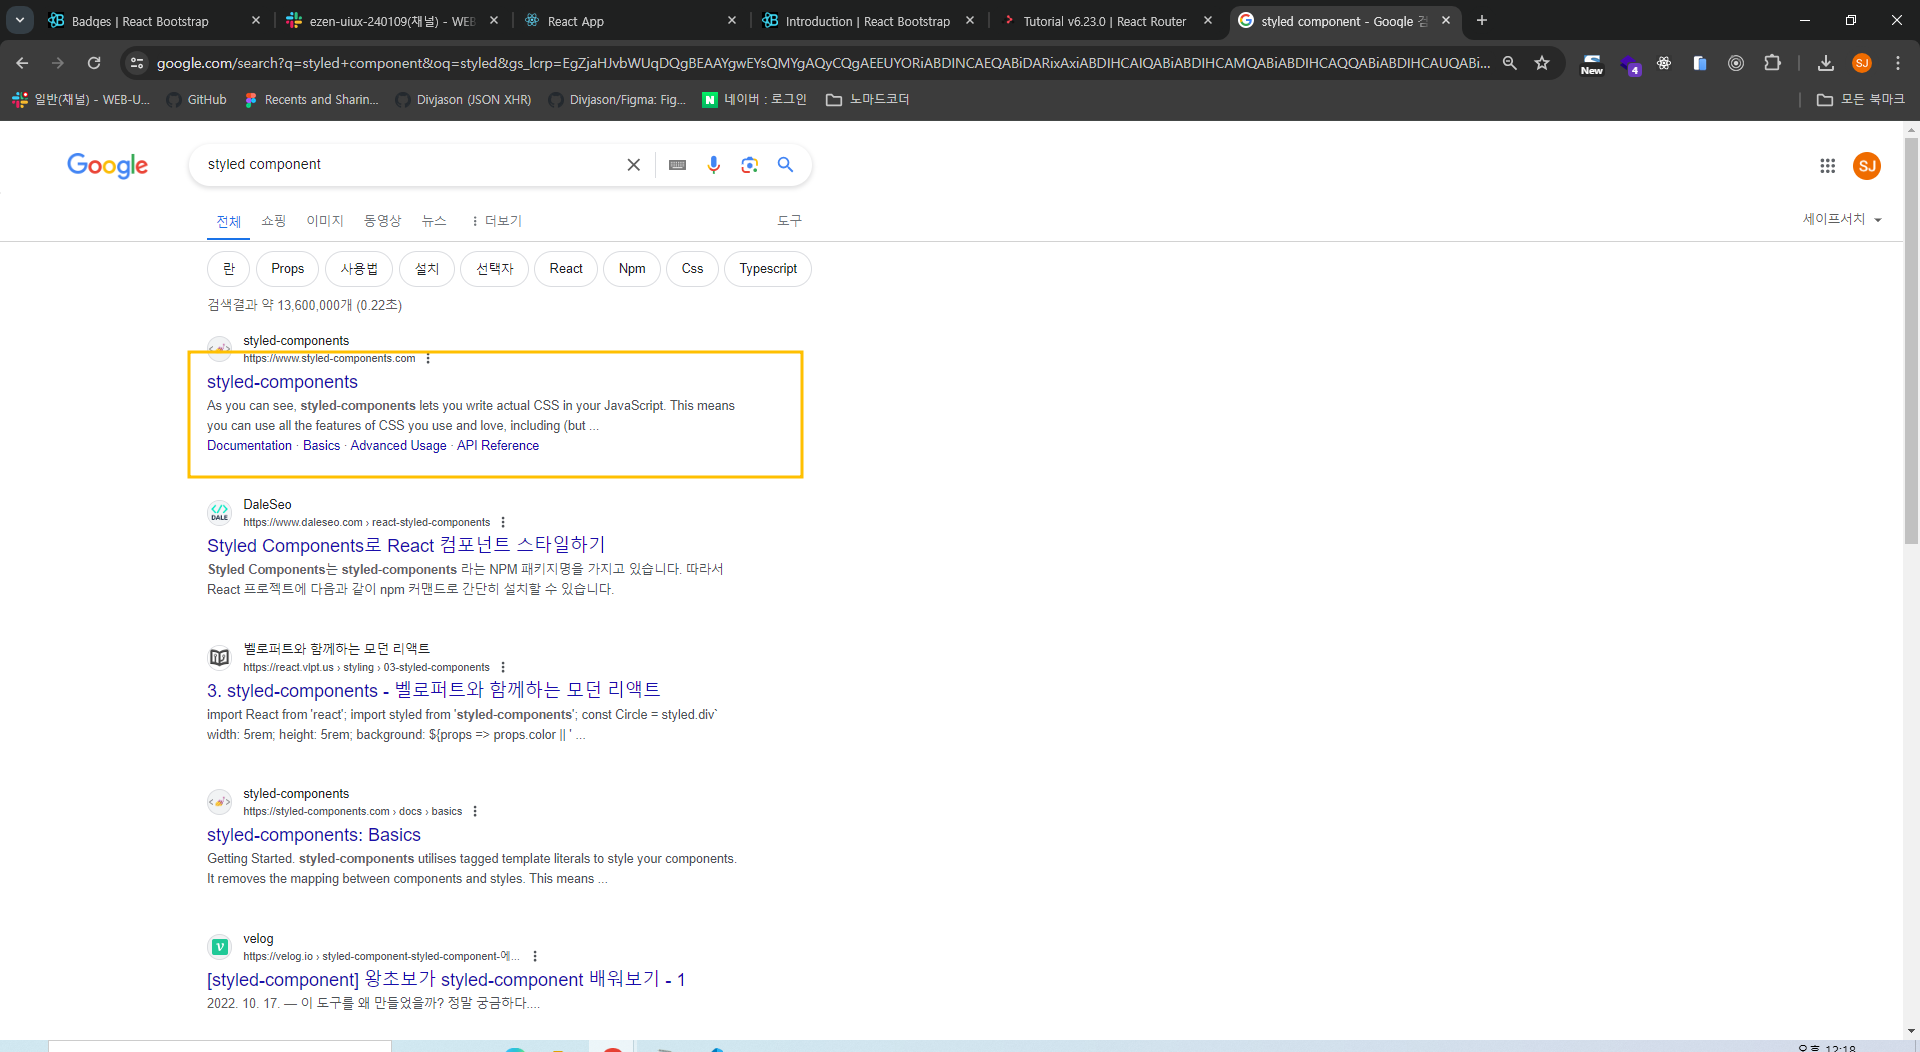 Badges | React Bootstrap
ezen-uiux-240109(채널) - WEB
React App
Introduction | React Bootstrap
Tutorial v6.23.0 | React Router
styled component - Google 검
google.com/search?q=styled+component&oq=styled&gs_lcrp=EgZjaHJvbWUqDQgBEAAYgwEYsQMYgAQyCQgAEEUYORiABDINCAEQABiDARixAxiABDIHCAIQABiABDIHCAMQABiABDIHCAQQABiABDIHCAUQABi...
New
4
SJ
일반(채널) - WEB-U...
GitHub
Recents and Sharin...
Divjason (JSON XHR)
Divjason/Figma: Fig...
N 네이버 : 로그인
노마드코더
모든 북마크
Google
styled component
SJ
전체 쇼핑 이미지 동영상 뉴스 더보기 도구
세이프서치
란 Props 사용법 설치 선택자 React Npm Css Typescript
검색결과 약 13,600,000개 (0.22초)
styled-components
https://www.styled-components.com
styled-components
As you can see, styled-components lets you write actual CSS in your JavaScript. This means
you can use all the features of CSS you use and love, including (but ...
Documentation · Basics · Advanced Usage · API Reference
DALE
DaleSeo
https://www.daleseo.com › react-styled-components
Styled Components로 React 컴포넌트 스타일하기
Styled Components는 styled-components 라는 NPM 패키지명을 가지고 있습니다. 따라서
React 프로젝트에 다음과 같이 npm 커맨드로 간단히 설치할 수 있습니다.
벨로퍼트와 함께하는 모던 리액트
https://react.vlpt.us › styling › 03-styled-components
3. styled-components - 벨로퍼트와 함께하는 모던 리액트
import React from 'react'; import styled from 'styled-components'; const Circle = styled.div`
width: 5rem; height: 5rem; background: ${props => props.color || ' ...
styled-components
https://styled-components.com › docs › basics
styled-components: Basics
Getting Started. styled-components utilises tagged template literals to style your components.
It removes the mapping between components and styles. This means ...
velog
https://velog.io › styled-component-styled-component-에...
[styled-component] 왕초보가 styled-component 배워보기 - 1
2022. 10. 17. — 이 도구를 왜 만들었을까? 정말 궁금하다....
오후 12:18